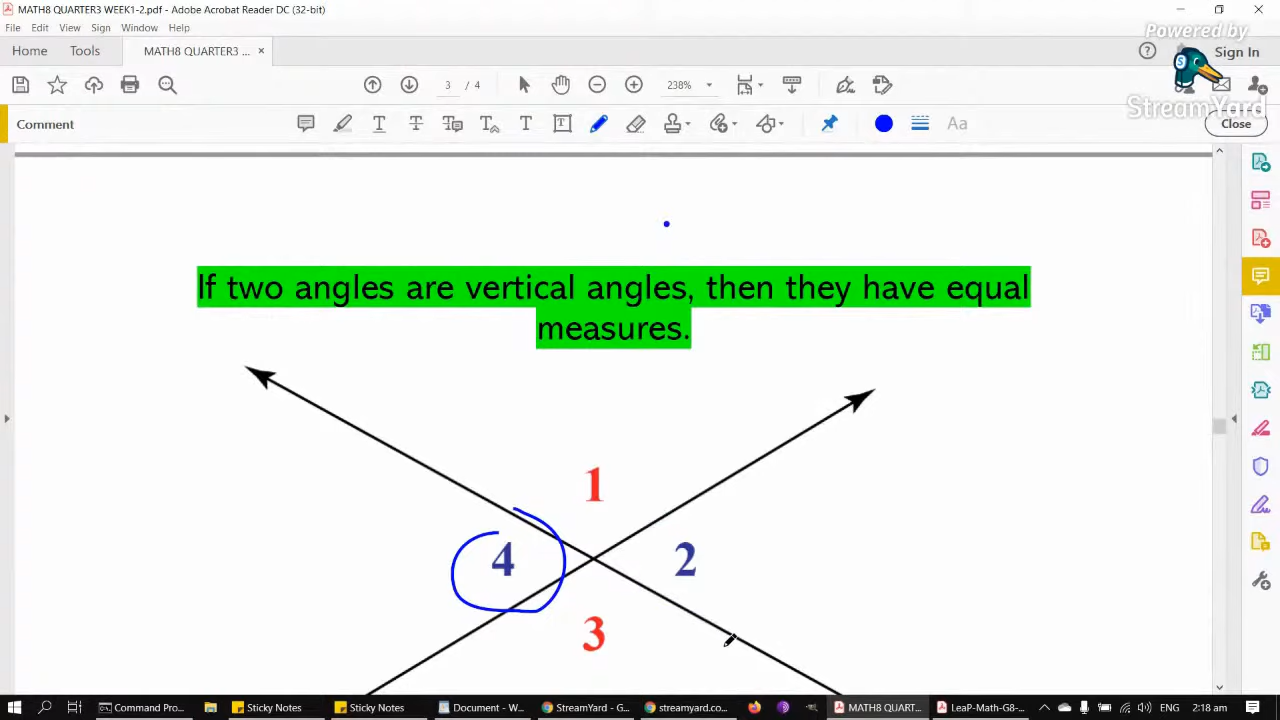 MATH8 QUARTER3 WEEK1-2.pdf - Adobe Acrobat Reader DC (32-bit)
File Edit View Sign Window Help
Powered by
Home Tools MATH8 QUARTER3 ... × Sign In
StreamYard
3 / 4 238%
Comment Aa Close
If two angles are vertical angles, then they have equal
measures.
1
4 2
3
Command Pro... Sticky Notes Sticky Notes Document - W... StreamYard - G... streamyard.co... MATH8 QUART... LeaP-Math-G8-... ENG 2:18 am